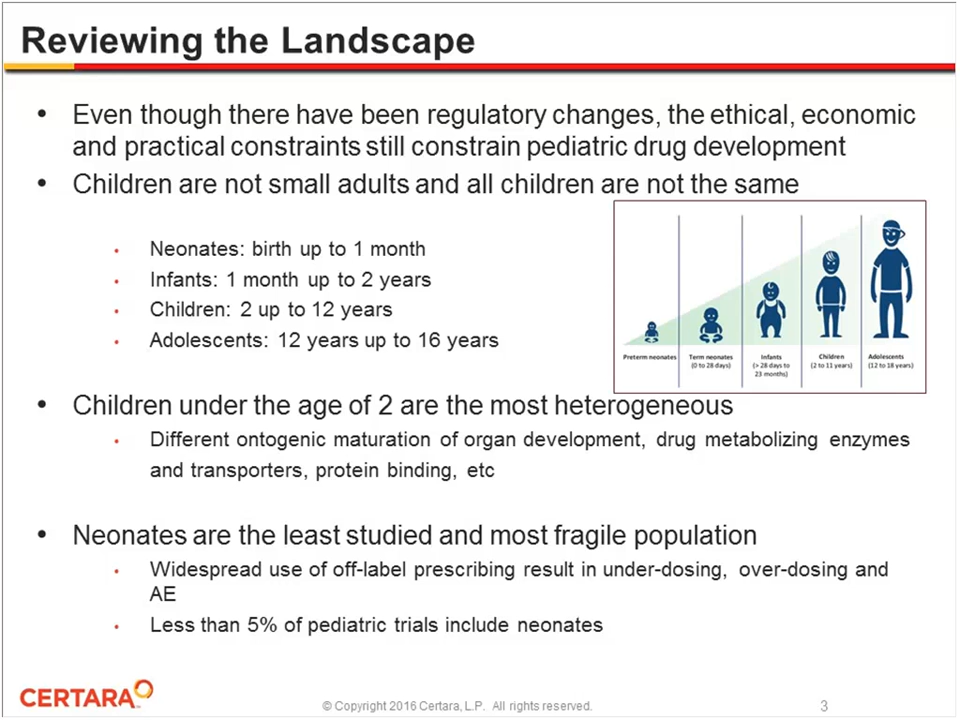 Reviewing the Landscape
• Even though there have been regulatory changes, the ethical, economic
and practical constraints still constrain pediatric drug development
• Children are not small adults and all children are not the same
• Neonates: birth up to 1 month
• Infants: 1 month up to 2 years
• Children: 2 up to 12 years
• Adolescents: 12 years up to 16 years
Preterm neonates
Term neonates
(0 to 28 days)
Infants
(> 28 days to
23 months)
Children
(2 to 11 years)
Adolescents
(12 to 18 years)
• Children under the age of 2 are the most heterogeneous
• Different ontogenic maturation of organ development, drug metabolizing enzymes
and transporters, protein binding, etc
• Neonates are the least studied and most fragile population
• Widespread use of off-label prescribing result in under-dosing, over-dosing and
AE
• Less than 5% of pediatric trials include neonates
CERTARA
© Copyright 2016 Certara, L.P. All rights reserved.
3